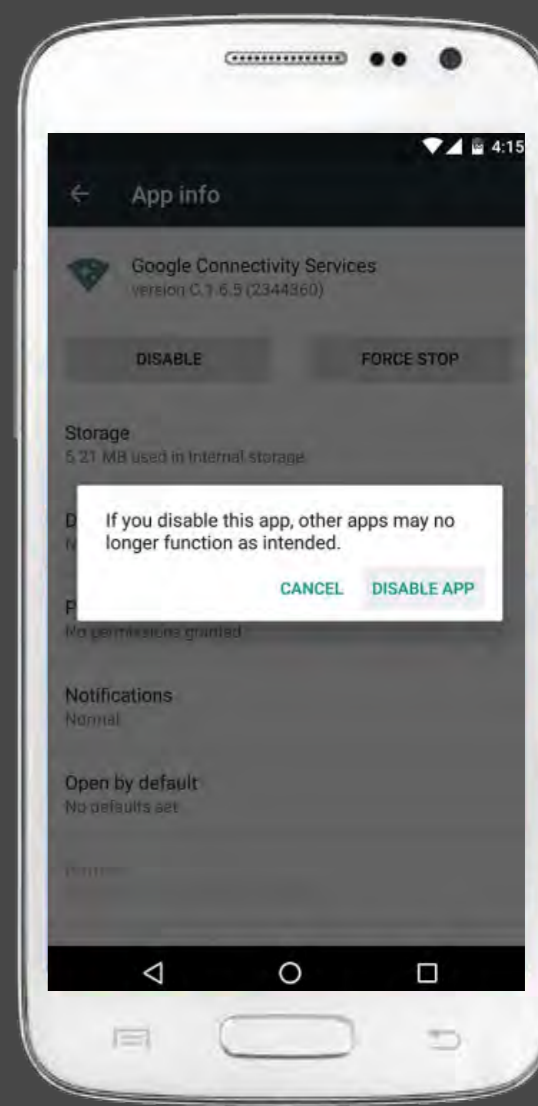 4:15
App info
Google Connectivity Services
version C.1.6.5 (2344360)
DISABLE
FORCE STOP
Storage
5.21 MB used in Internal storage
D
If you disable this app, other apps may no
N
longer function as intended.
CANCEL
DISABLE APP
P
No permissions granted
Notifications
Normal
Open by default
No defaults set